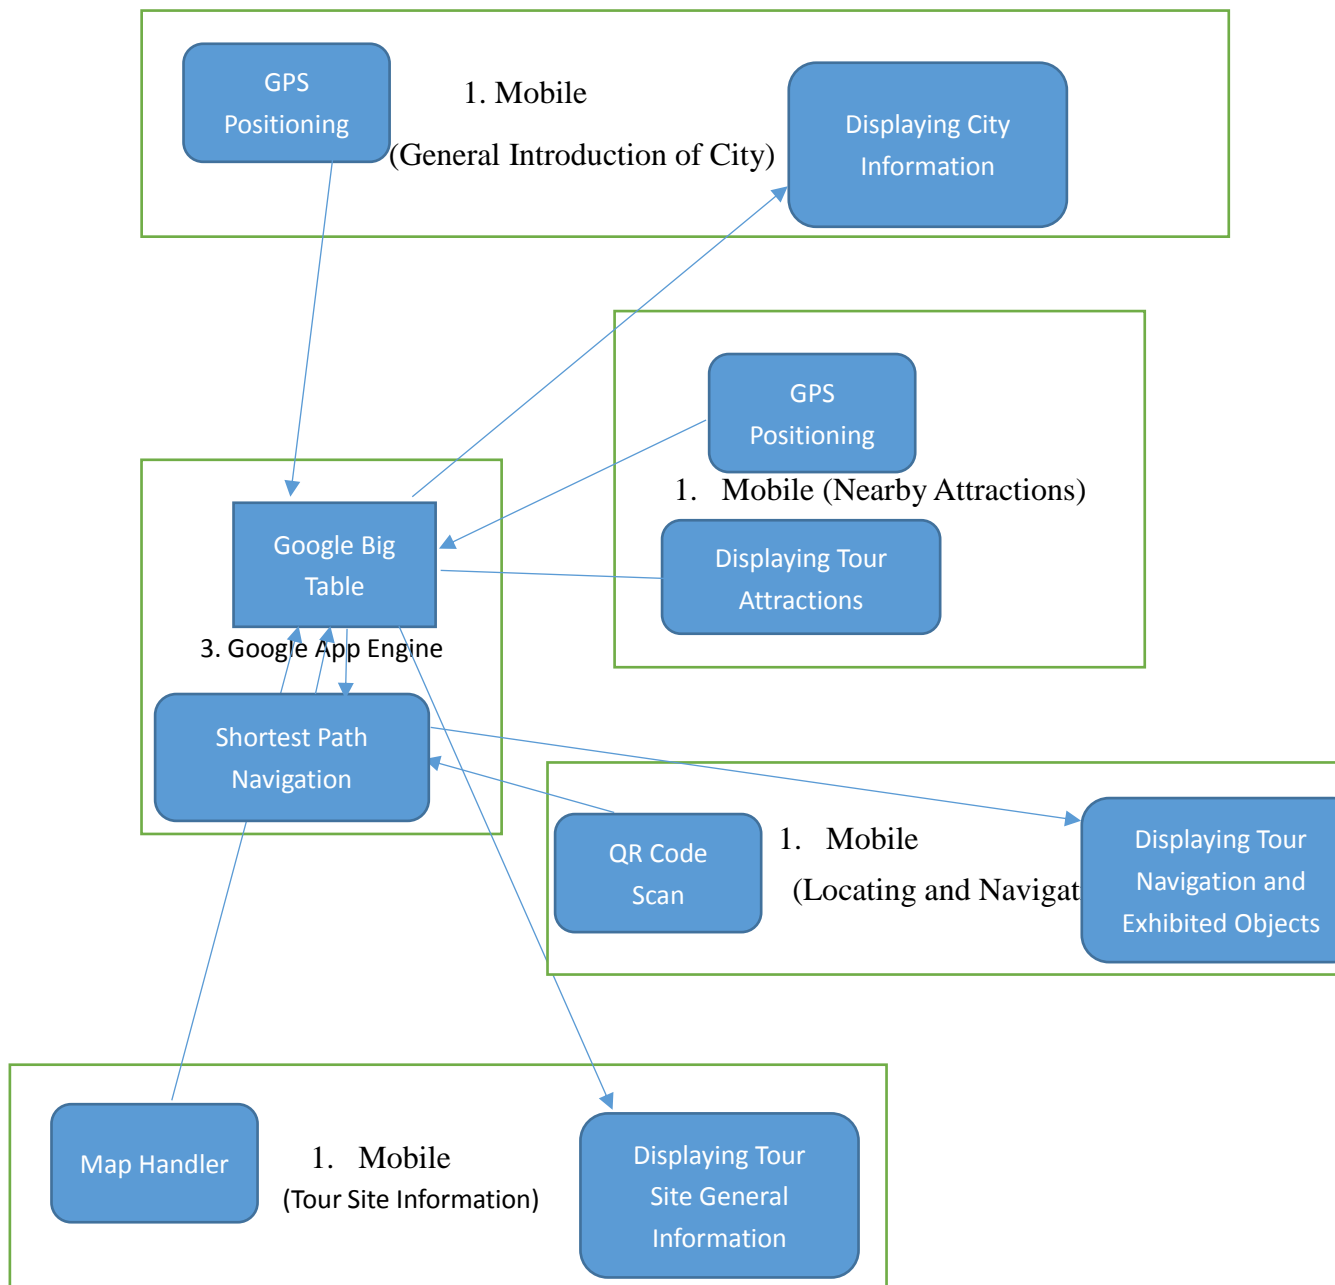 GPS
Positioning
1. Mobile
(General Introduction of City)
Displaying City
Information
GPS
Positioning
1. Mobile (Nearby Attractions)
Displaying Tour
Attractions
Google Big
Table
3. Google App Engine
Shortest Path
Navigation
QR Code
Scan
1. Mobile
(Locating and Navigat
Displaying Tour
Navigation and
Exhibited Objects
Map Handler
1. Mobile
(Tour Site Information)
Displaying Tour
Site General
Information